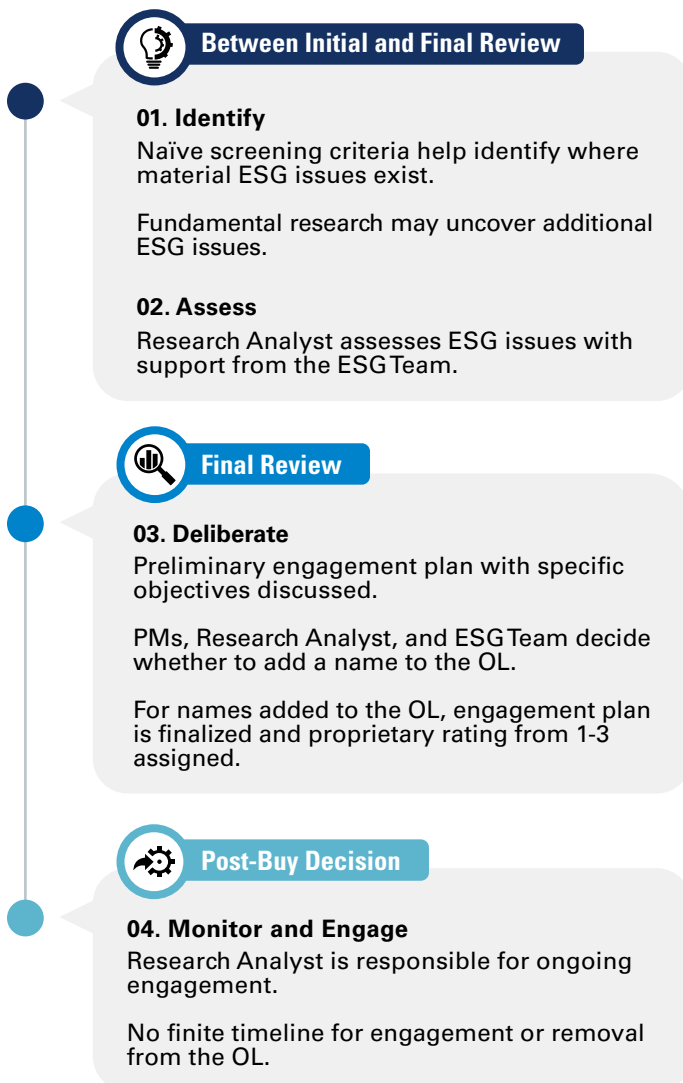 Between Initial and Final Review
01. Identify
Naïve screening criteria help identify where
material ESG issues exist.
Fundamental research may uncover additional
ESG issues.
02. Assess
Research Analyst assesses ESG issues with
support from the ESG Team.
Final Review
03. Deliberate
Preliminary engagement plan with specific
objectives discussed.
PMs, Research Analyst, and ESG Team decide
whether to add a name to the OL.
For names added to the OL, engagement plan
is finalized and proprietary rating from 1-3
assigned.
Post-Buy Decision
04. Monitor and Engage
Research Analyst is responsible for ongoing
engagement.
No finite timeline for engagement or removal
from the OL.